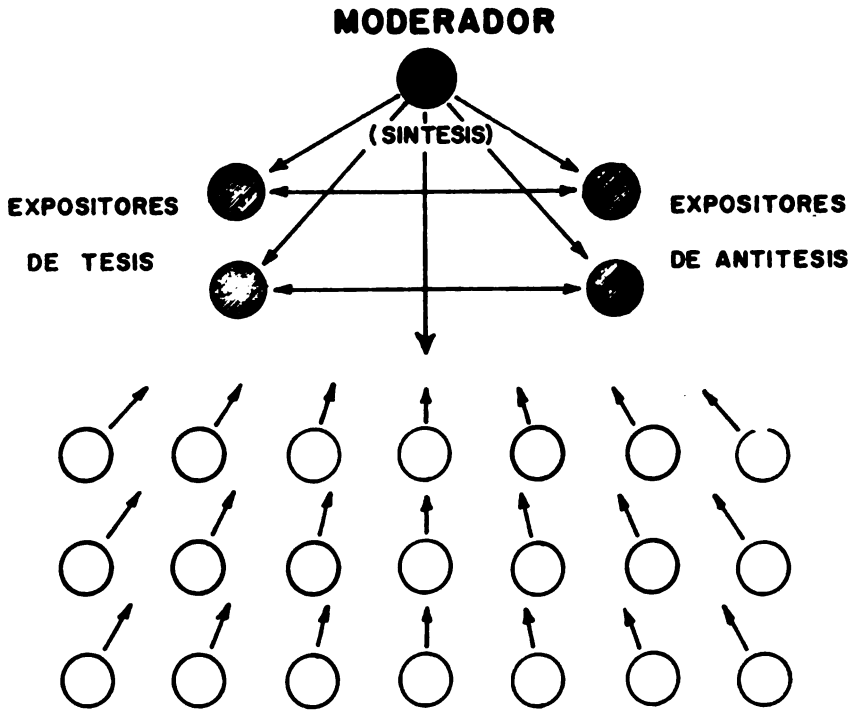 MODERADOR
(SINTESIS)
EXPOSITORES
DE TESIS
EXPOSITORES
DE ANTITESIS